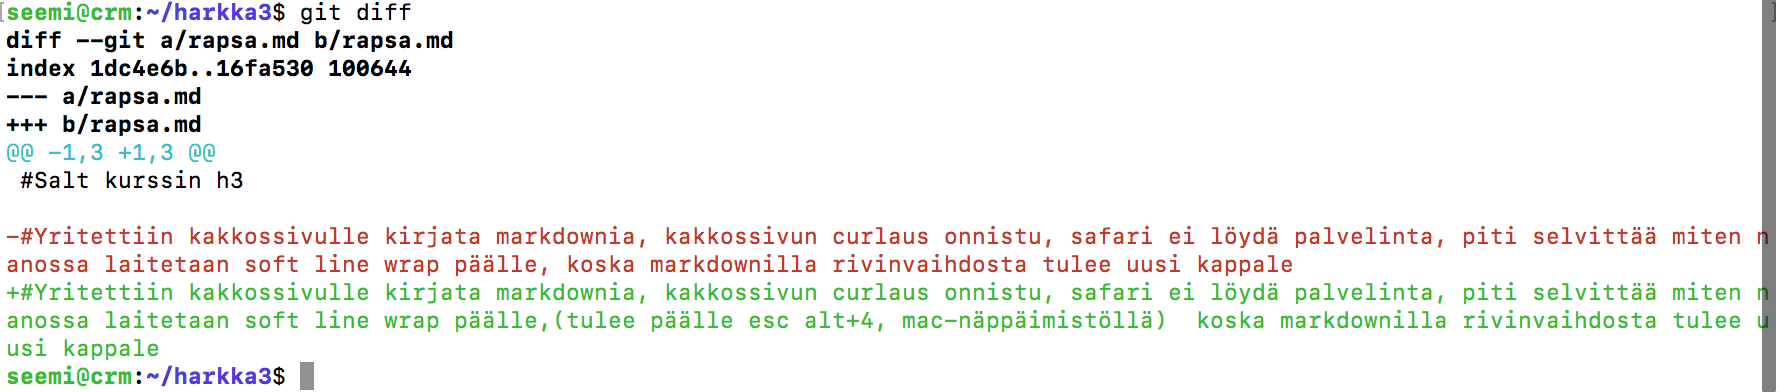 seemi@crm:~/harkka3$ git diff
diff --git a/rapsa.md b/rapsa.md
index 1dc4e6b..16fa530 100644
--- a/rapsa.md
+++ b/rapsa.md
@@ -1,3 +1,3 @@
 #Salt kurssin h3
-#Yritettiin kakkossivulle kirjata markdownia, kakkossivun curlaus onnistu, safari ei löydä palvelinta, piti selvittää miten n
anossa laitetaan soft line wrap päälle, koska markdownilla rivinvaihdosta tulee uusi kappale
+#Yritettiin kakkossivulle kirjata markdownia, kakkossivun curlaus onnistu, safari ei löydä palvelinta, piti selvittää miten n
anossa laitetaan soft line wrap päälle,(tulee päälle esc alt+4, mac-näppäimistöllä)  koska markdownilla rivinvaihdosta tulee u
usi kappale
seemi@crm:~/harkka3$